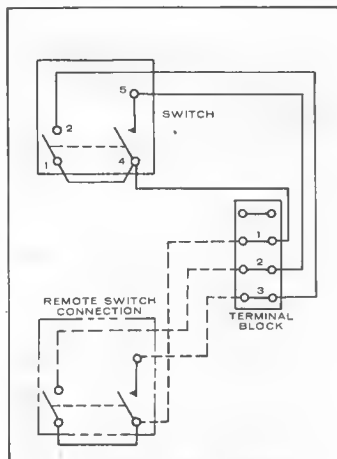 5
SWITCH
2
1
4
1
2
3
REMOTE SWITCH
CONNECTION
TERMINAL
BLOCK